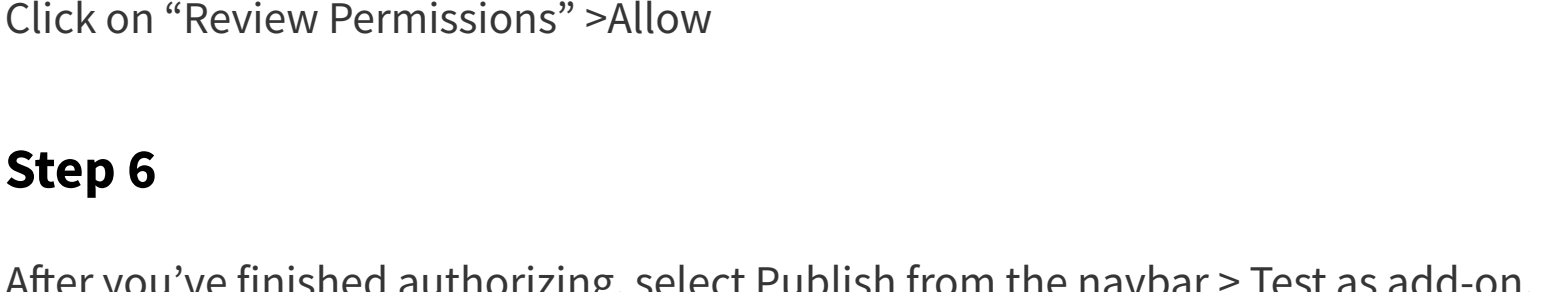 Click on “Review Permissions” >Allow
Step 6
After you’ve finished authorizing, select Publish from the navbar > Test as add-on.